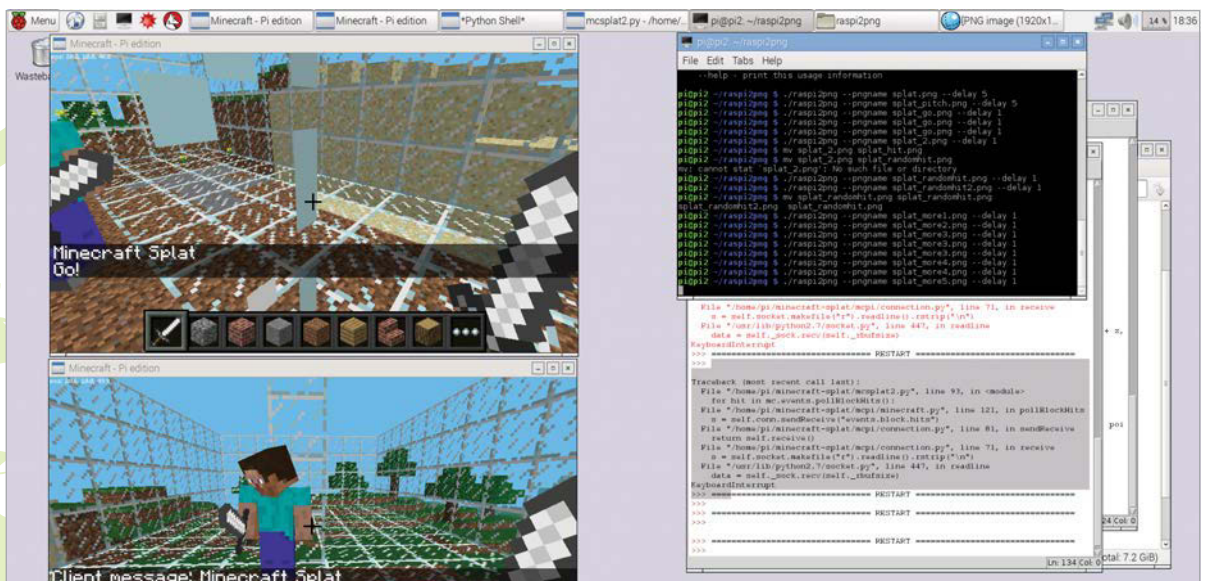 Menu
Minecraft - Pi edition
Minecraft - Pi edition
*Python Shell*
mcsplat2.py - /home/...
pi@pi2: ~/raspi2png
raspi2png
(PNG image (1920x1...
14 %
18:36
Minecraft - Pi edition
Minecraft Splat
Go!
Minecraft - Pi edition
Client message: Minecraft Splat
pi@pi2: ~/raspi2png
File Edit Tabs Help
--help - print this usage information
pi@pi2 ~/raspi2png $ ./raspi2png --pngname splat.png --delay 5
pi@pi2 ~/raspi2png $ ./raspi2png --pngname splat_pitch.png --delay 5
pi@pi2 ~/raspi2png $ ./raspi2png --pngname splat_go.png --delay 1
pi@pi2 ~/raspi2png $ ./raspi2png --pngname splat_go.png --delay 1
pi@pi2 ~/raspi2png $ ./raspi2png --pngname splat_2.png --delay 1
pi@pi2 ~/raspi2png $ mv splat_2.png splat_hit.png
pi@pi2 ~/raspi2png $ mv splat_2.png splat_randomhit.png
mv: cannot stat `splat_2.png': No such file or directory
pi@pi2 ~/raspi2png $ ./raspi2png --pngname splat_randomhit.png --delay 1
pi@pi2 ~/raspi2png $ ./raspi2png --pngname splat_randomhit2.png --delay 1
pi@pi2 ~/raspi2png $ mv splat_randomhit.png splat_randomhit.png
splat_randomhit2.png splat_randomhit.png
pi@pi2 ~/raspi2png $ ./raspi2png --pngname splat_more1.png --delay 1
pi@pi2 ~/raspi2png $ ./raspi2png --pngname splat_more2.png --delay 1
pi@pi2 ~/raspi2png $ ./raspi2png --pngname splat_more3.png --delay 1
pi@pi2 ~/raspi2png $ ./raspi2png --pngname splat_more3.png --delay 1
pi@pi2 ~/raspi2png $ ./raspi2png --pngname splat_more4.png --delay 1
pi@pi2 ~/raspi2png $ ./raspi2png --pngname splat_more4.png --delay 1
pi@pi2 ~/raspi2png $ ./raspi2png --pngname splat_more5.png --delay 1
File "/home/pi/minecraft-splat/mcpi/connection.py", line 71, in receive
s = self.socket.makefile("r").readline().rstrip("\n")
File "/usr/lib/python2.7/socket.py", line 447, in readline
data = self._sock.recv(self._rbufsize)
KeyboardInterrupt
>>> ================================ RESTART ================================
>>>
Traceback (most recent call last):
File "/home/pi/minecraft-splat/mcsplat2.py", line 93, in <module>
for hit in mc.events.pollBlockHits():
File "/home/pi/minecraft-splat/mcpi/minecraft.py", line 121, in pollBlockHits
s = self.conn.sendReceive("events.block.hits")
File "/home/pi/minecraft-splat/mcpi/connection.py", line 81, in sendReceive
return self.receive()
File "/home/pi/minecraft-splat/mcpi/connection.py", line 71, in receive
s = self.socket.makefile("r").readline().rstrip("\n")
File "/usr/lib/python2.7/socket.py", line 447, in readline
data = self._sock.recv(self._rbufsize)
KeyboardInterrupt
>>> ================================ RESTART ================================
>>>
>>> ================================ RESTART ================================
>>>
>>> ================================ RESTART ================================
>>>
Ln: 134 Col: 0
+ z,
poi
24 Col: 0
otal: 7.2 GiB)